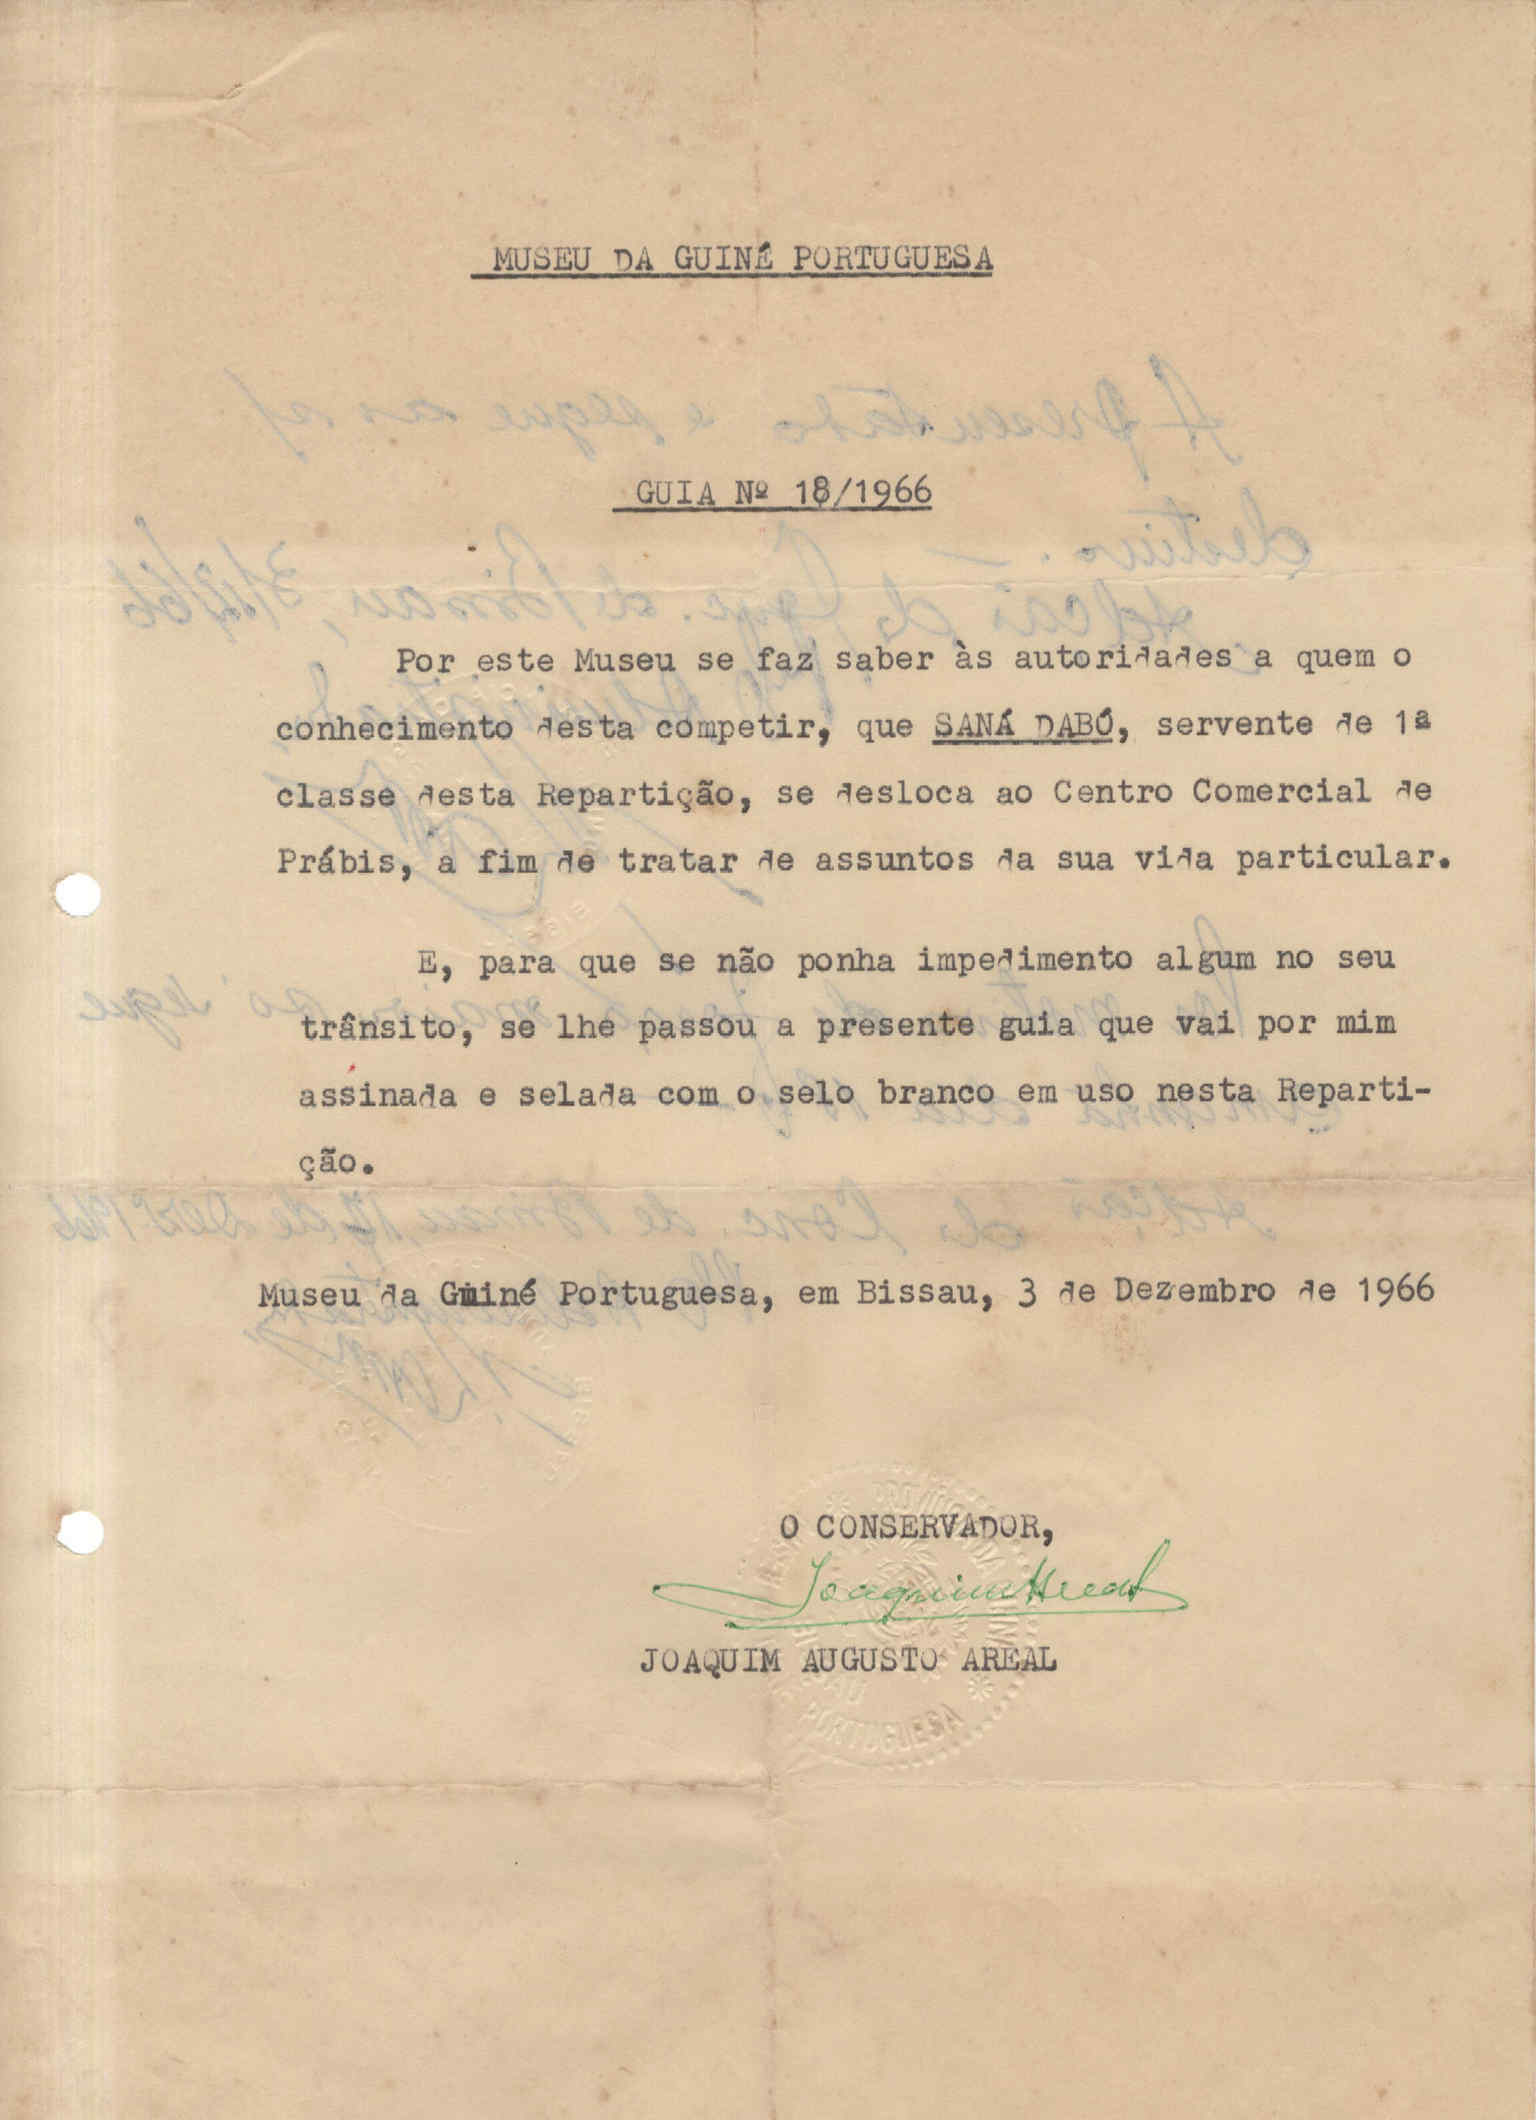 MUSEU DA GUINÉ PORTUGUESA
GUIA Nº 18/1966
Por este Museu se faz saber às autoridades a quem o
conhecimento desta competir, que SANÁ DABÓ, servente de 1ª
classe desta Repartição, se desloca ao Centro Comercial de
Prábis, a fim de tratar de assuntos da sua vida particular.
E, para que se não ponha impedimento algum no seu
trânsito, se lhe passou a presente guia que vai por mim
assinada e selada com o selo branco em uso nesta Reparti-
ção.
Museu da Guiné Portuguesa, em Bissau, 3 de Dezembro de 1966
O CONSERVADOR,
Joaquim Areal
JOAQUIM AUGUSTO AREAL
PORTUGUESA